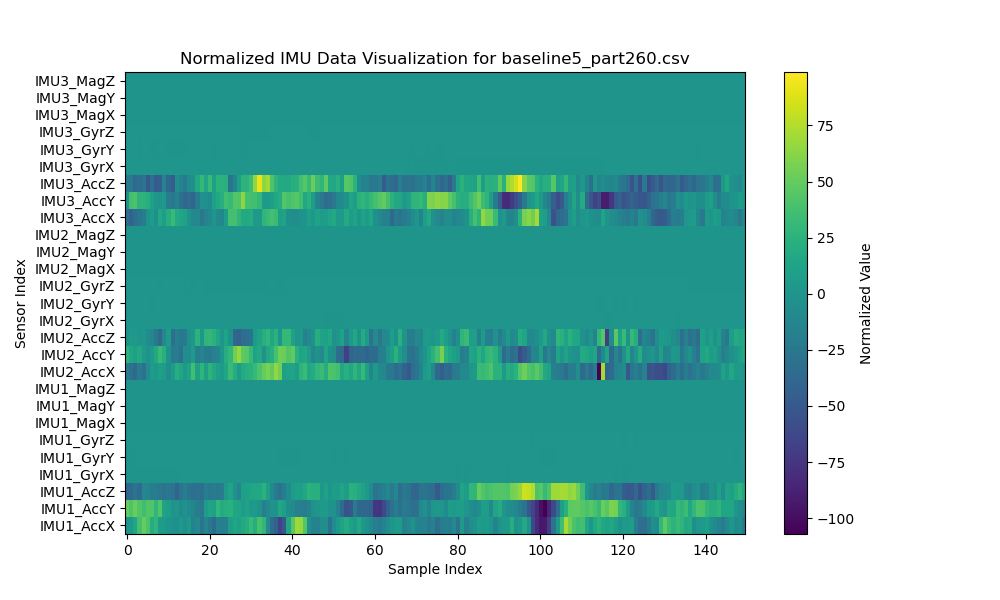 Normalized IMU Data Visualization for baseline5_part260.csv
IMU3_MagZ
IMU3_MagY
IMU3_MagX
IMU3_GyrZ
IMU3_GyrY
IMU3_GyrX
IMU3_AccZ
IMU3_AccY
IMU3_AccX
IMU2_MagZ
IMU2_MagY
IMU2_MagX
IMU2_GyrZ
IMU2_GyrY
IMU2_GyrX
IMU2_AccZ
IMU2_AccY
IMU2_AccX
IMU1_MagZ
IMU1_MagY
IMU1_MagX
IMU1_GyrZ
IMU1_GyrY
IMU1_GyrX
IMU1_AccZ
IMU1_AccY
IMU1_AccX
Sensor Index
0 20 40 60 80 100 120 140
Sample Index
75
50
25
0
−25
−50
−75
−100
Normalized Value